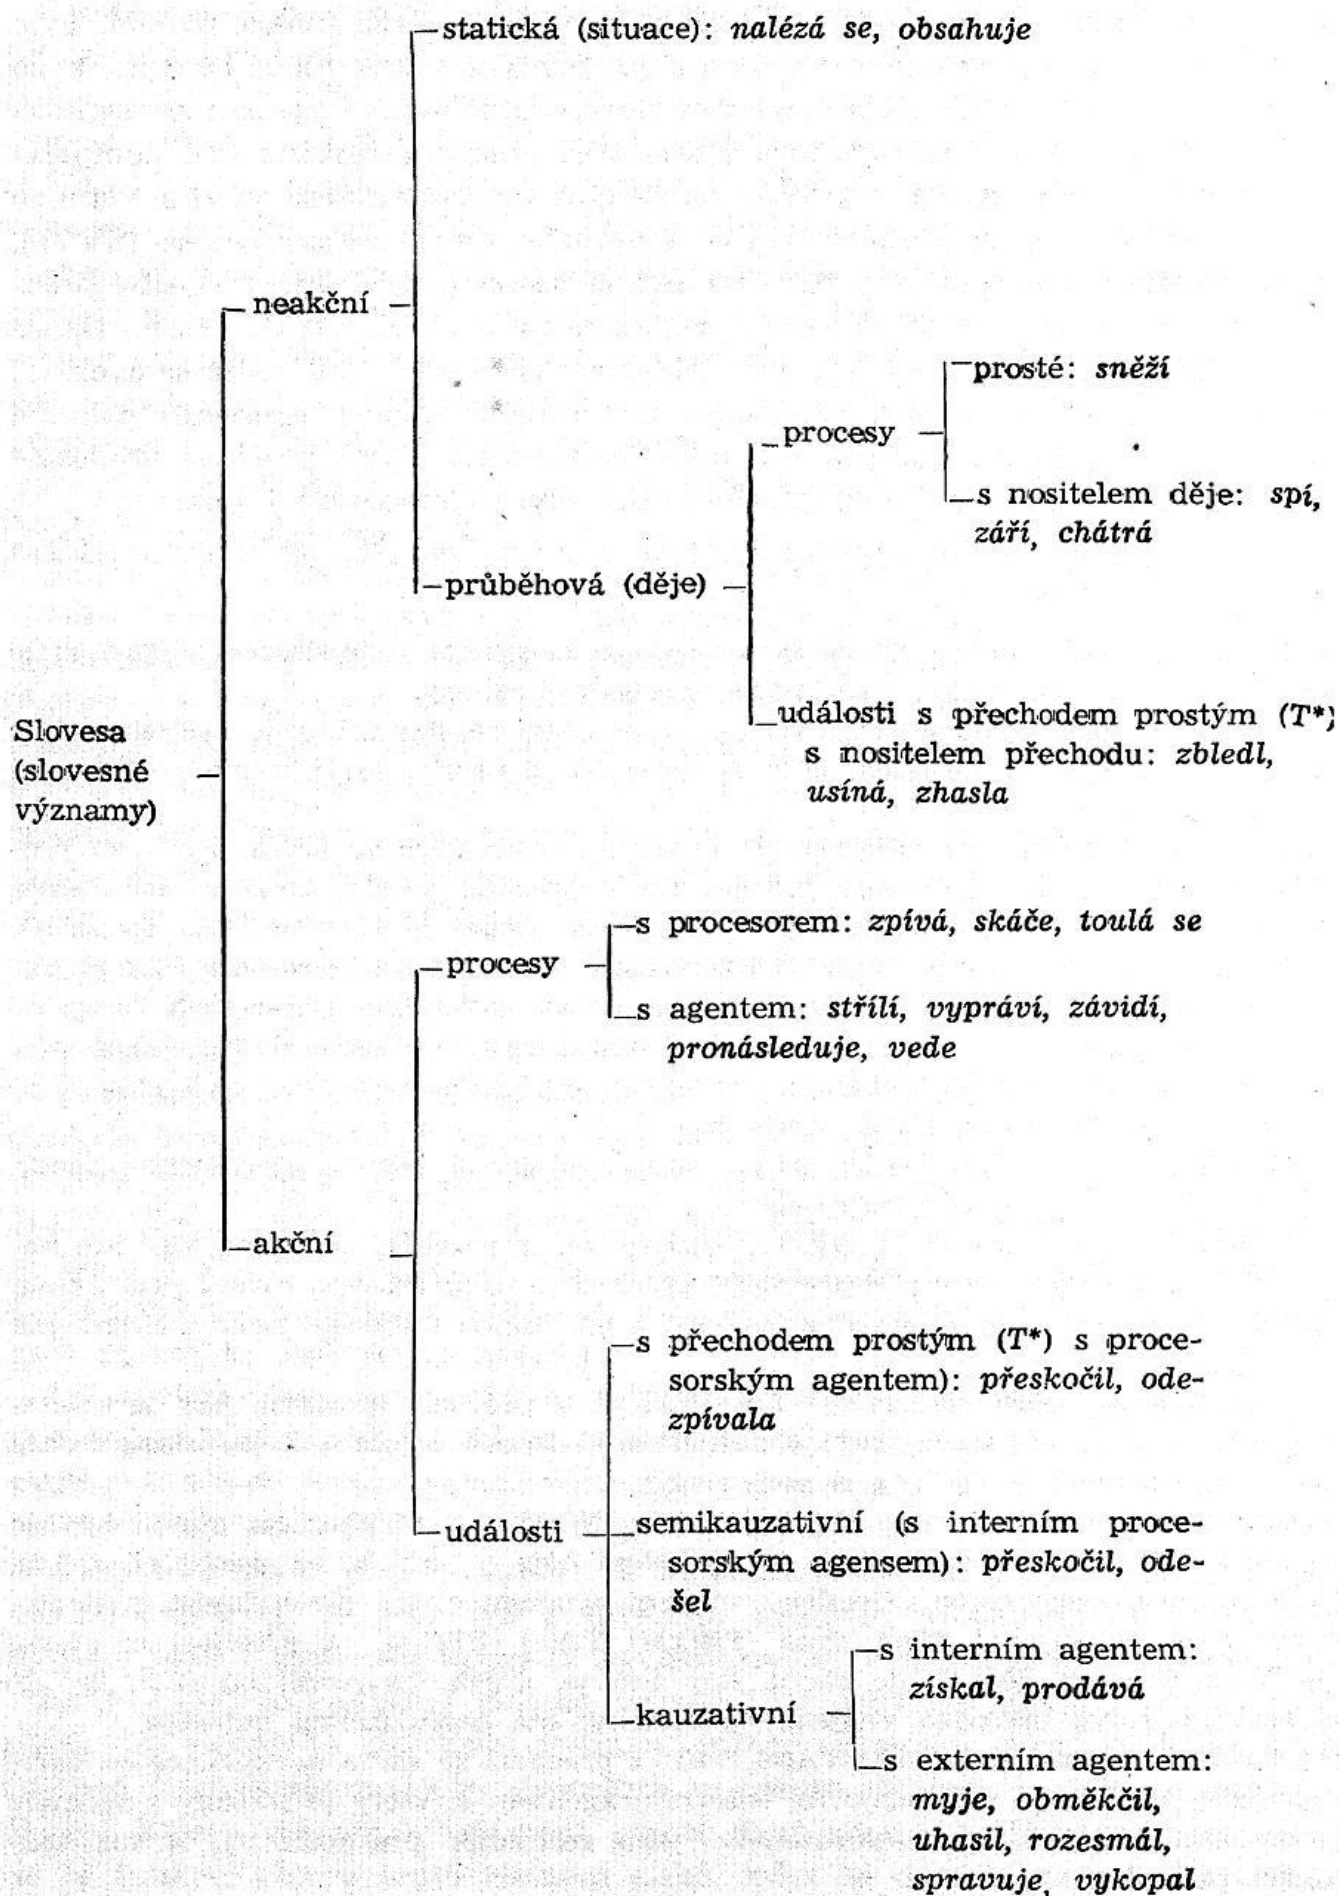 statická (situace): nalézá se, obsahuje
neakční
prosté: sněží
procesy
s nositelem děje: spí,
září, chátrá
průběhová (děje)
události s přechodem prostým (T*)
s nositelem přechodu: zbledl,
usíná, zhasla
Slovesa
(slovesné
významy)
s procesorem: zpívá, skáče, toulá se
procesy
s agentem: střílí, vypráví, závidí,
pronásleduje, vede
akční
s přechodem prostým (T*) s proce-
sorským agentem): přeskočil, ode-
zpívala
události
semikauzativní (s interním proce-
sorským agensem): přeskočil, ode-
šel
s interním agentem:
získal, prodává
kauzativní
s externím agentem:
myje, obměkčil,
uhasil, rozesmál,
spravuje, vykopal